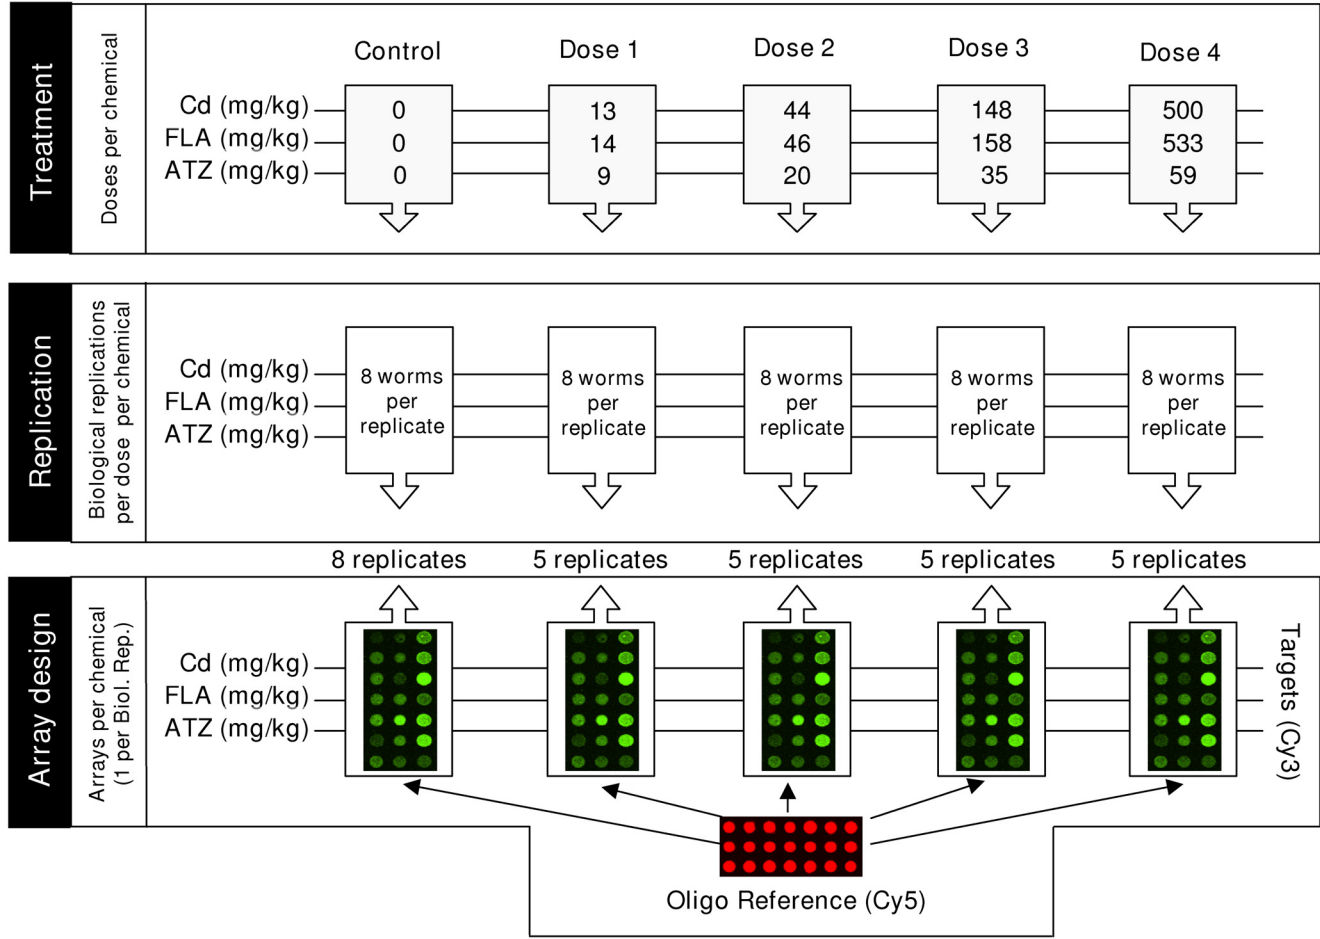 Treatment
Doses per chemical
Control
Dose 1
Dose 2
Dose 3
Dose 4
Cd (mg/kg)
0
13
44
148
500
FLA (mg/kg)
0
14
46
158
533
ATZ (mg/kg)
0
9
20
35
59
Replication
Biological replications
per dose per chemical
Cd (mg/kg)
FLA (mg/kg)
ATZ (mg/kg)
8 worms
per
replicate
8 worms
per
replicate
8 worms
per
replicate
8 worms
per
replicate
8 worms
per
replicate
8 replicates
5 replicates
5 replicates
5 replicates
5 replicates
Array design
Arrays per chemical
(1 per Biol. Rep.)
Cd (mg/kg)
FLA (mg/kg)
ATZ (mg/kg)
Targets (Cy3)
Oligo Reference (Cy5)